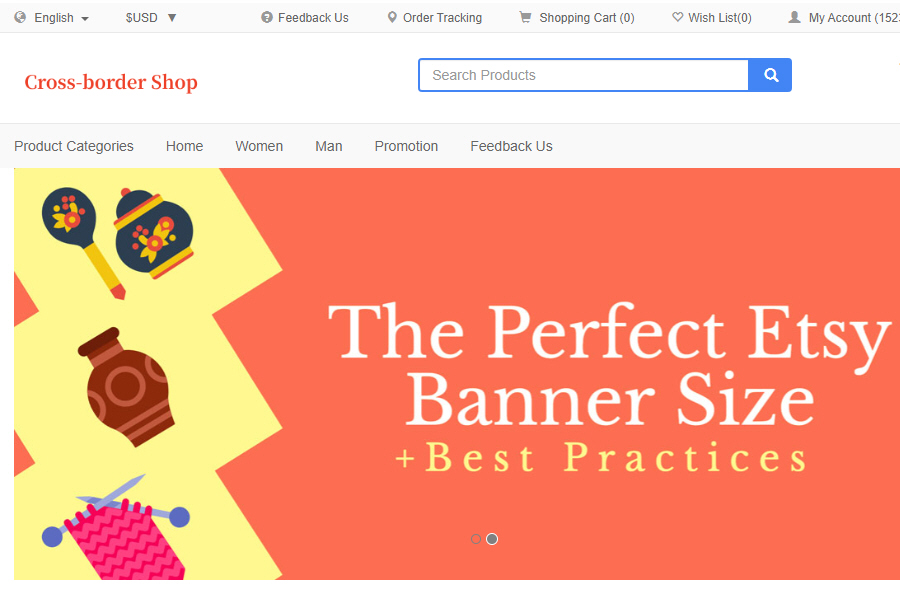 English $USD ▼ Feedback Us Order Tracking Shopping Cart (0) Wish List(0) My Account (152
Cross-border Shop
Search Products
Product Categories Home Women Man Promotion Feedback Us
The Perfect Etsy
Banner Size
+Best Practices